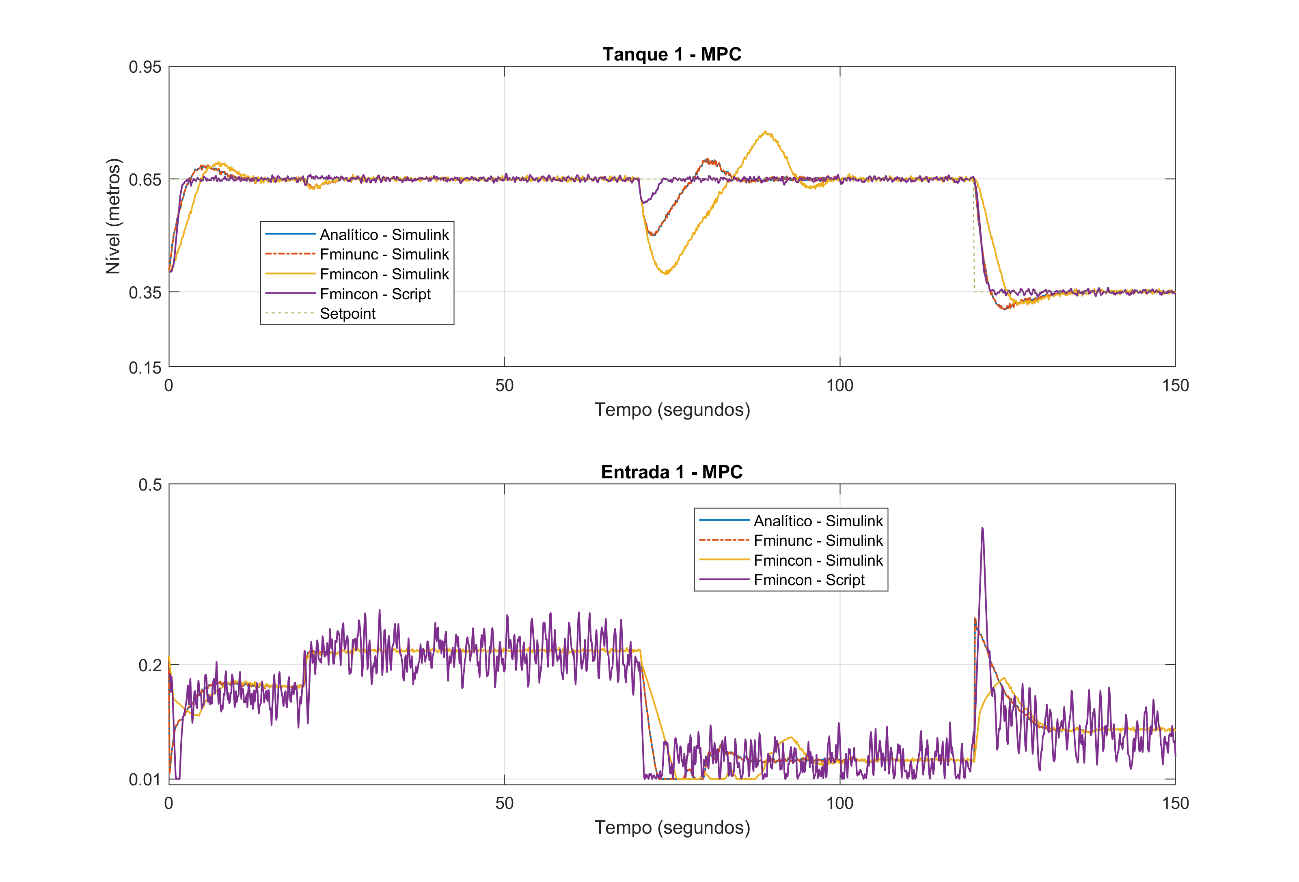 Tanque 1 - MPC
0.95
0.65
0.35
0.15
Nível (metros)
Analítico - Simulink
Fminunc - Simulink
Fmincon - Simulink
Fmincon - Script
Setpoint
0 50 100 150
Tempo (segundos)
Entrada 1 - MPC
0.5
0.2
0.01
Analítico - Simulink
Fminunc - Simulink
Fmincon - Simulink
Fmincon - Script
0 50 100 150
Tempo (segundos)